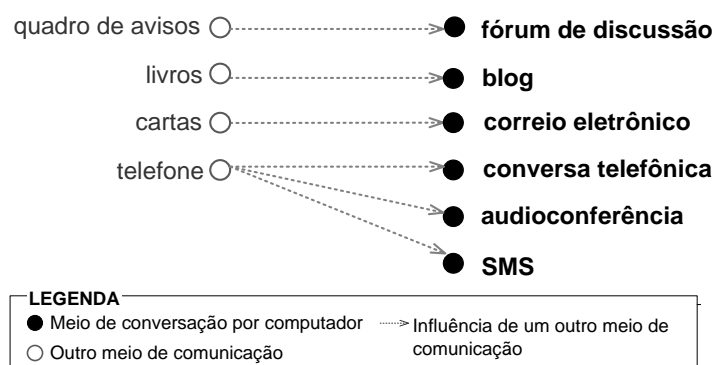 quadro de avisos fórum de discussão
livros blog
cartas correio eletrônico
telefone conversa telefônica
audioconferência
SMS
LEGENDA
Meio de conversação por computador
Outro meio de comunicação
Influência de um outro meio de
comunicação